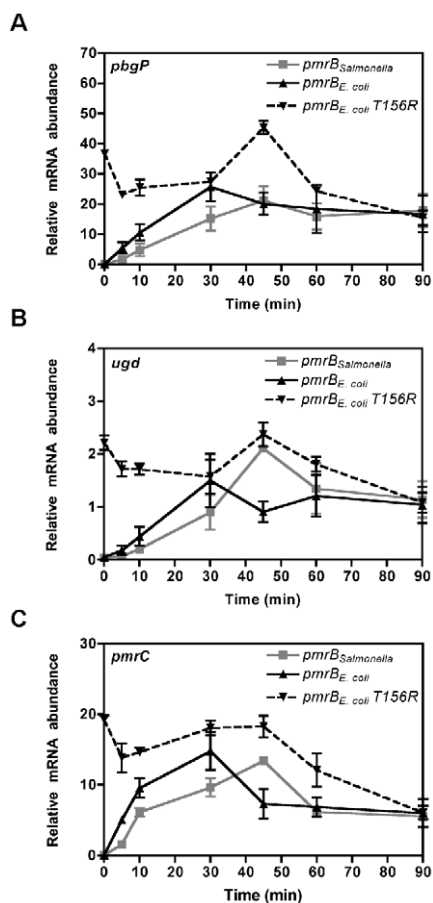 A
pbgP
pmrB Salmonella
pmrB E. coli
pmrB E. coli T156R
Relative mRNA abundance
70
60
50
40
30
20
10
0
0 10 20 30 40 50 60 70 80 90
Time (min)
B
ugd
pmrB Salmonella
pmrB E. coli
pmrB E. coli T156R
Relative mRNA abundance
4
3
2
1
0
0 10 20 30 40 50 60 70 80 90
Time (min)
C
pmrC
pmrB Salmonella
pmrB E. coli
pmrB E. coli T156R
Relative mRNA abundance
30
20
10
0
0 10 20 30 40 50 60 70 80 90
Time (min)